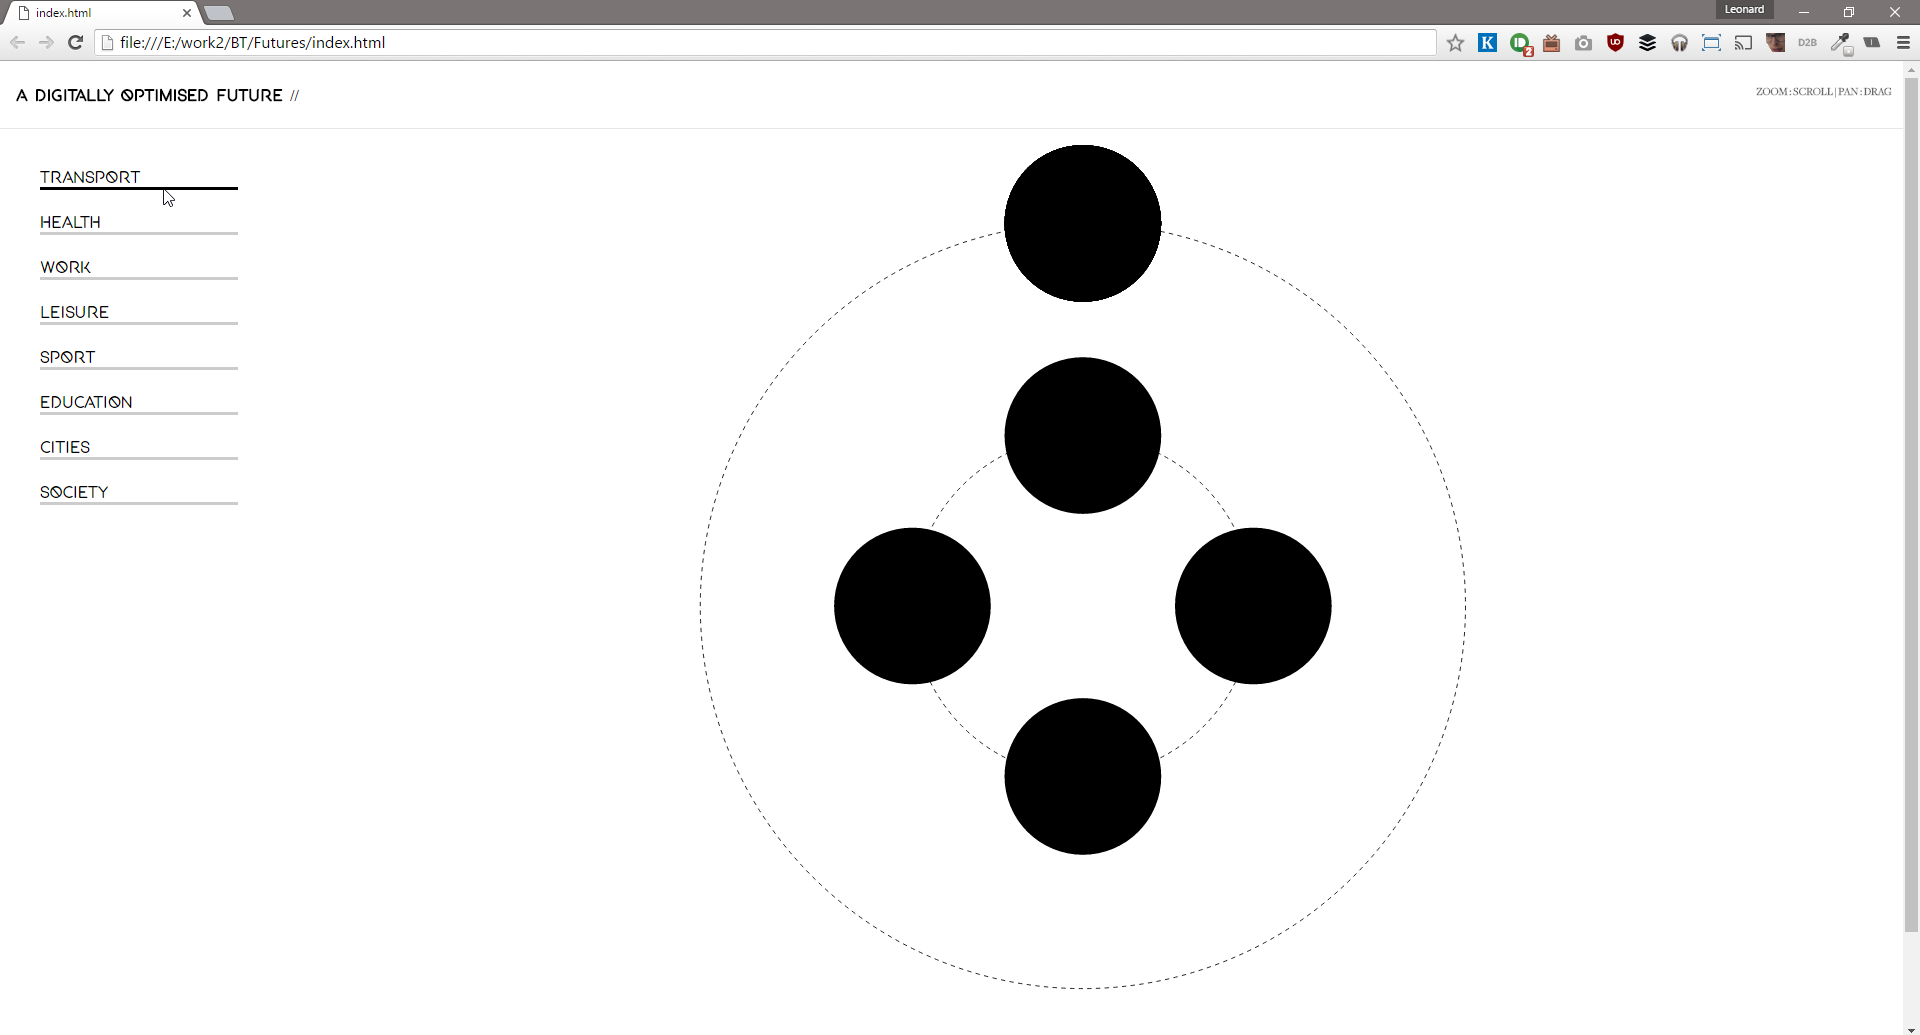 index.html
Leonard
file:///E:/work2/BT/Futures/index.html
K
2
D2B
A DIGITALLY OPTIMISED FUTURE //
ZOOM : SCROLL | PAN : DRAG
TRANSPORT
HEALTH
WORK
LEISURE
SPORT
EDUCATION
CITIES
SOCIETY